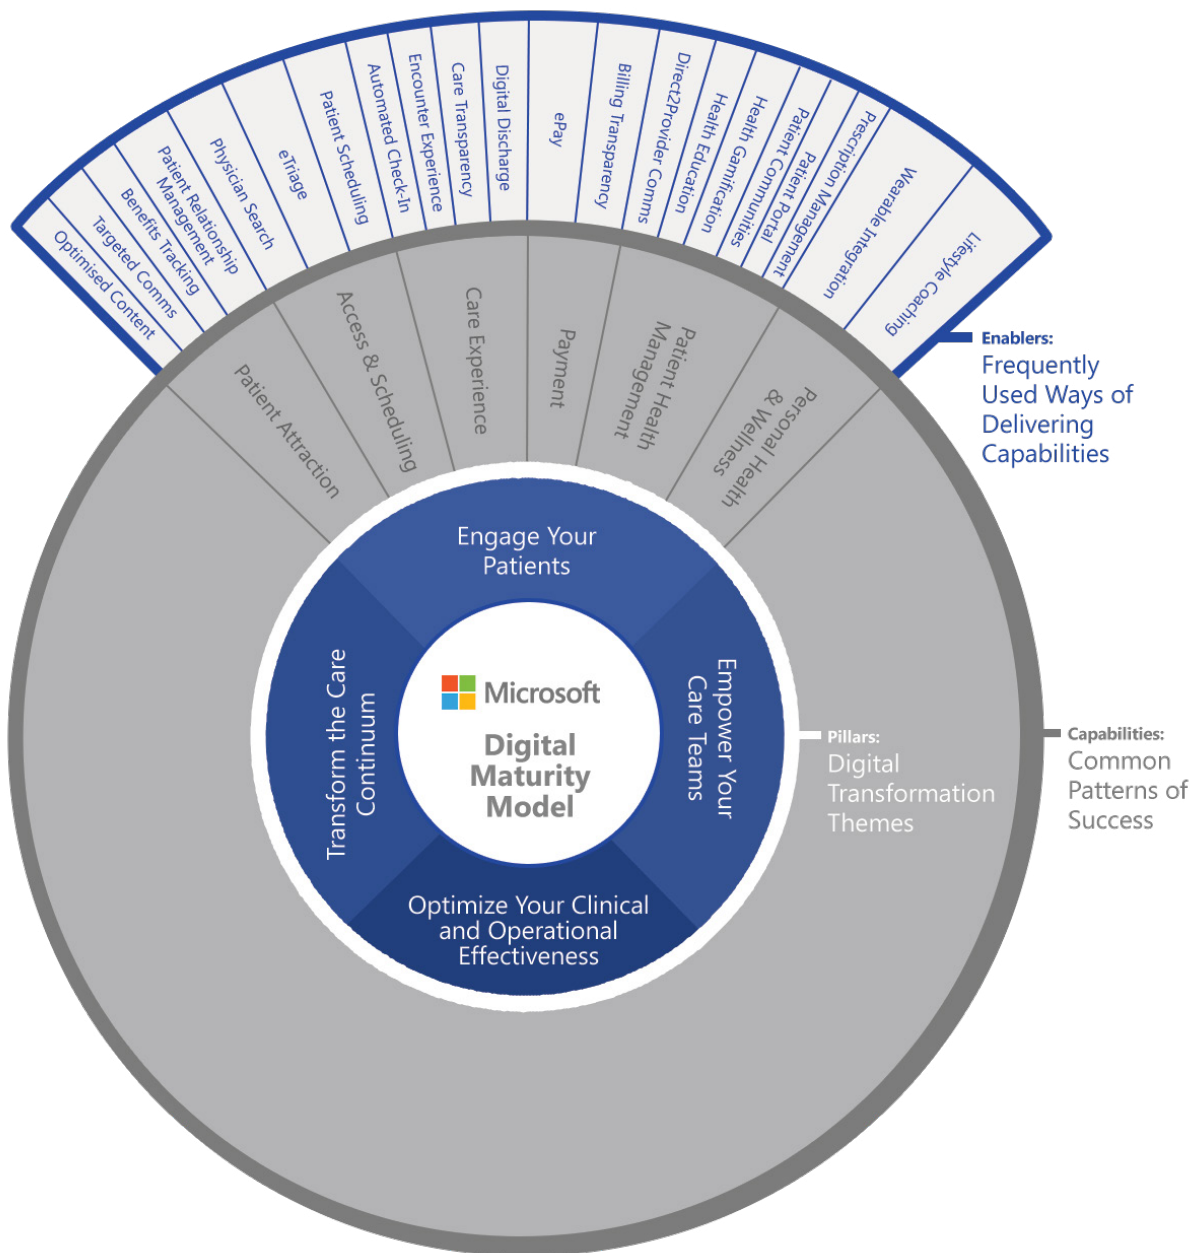 Optimised Content
Targeted Comms
Benefits Tracking
Patient Relationship
Management
Physician Search
eTriage
Patient Scheduling
Automated Check-In
Encounter Experience
Care Transparency
Digital Discharge
ePay
Billing Transparency
Direct2Provider Comms
Health Education
Health Gamification
Patient Communities
Patient Portal
Prescription Management
Wearable Integration
Lifestyle Coaching
Enablers:
Frequently
Used Ways of
Delivering
Capabilities
Patient Attraction
Access & Scheduling
Care Experience
Payment
Patient Health
Management
Personal Health
& Wellness
Engage Your
Patients
Transform the Care
Continuum
Empower Your
Care Teams
Optimize Your Clinical
and Operational
Effectiveness
Microsoft
Digital
Maturity
Model
Pillars:
Digital
Transformation
Themes
Capabilities:
Common
Patterns of
Success